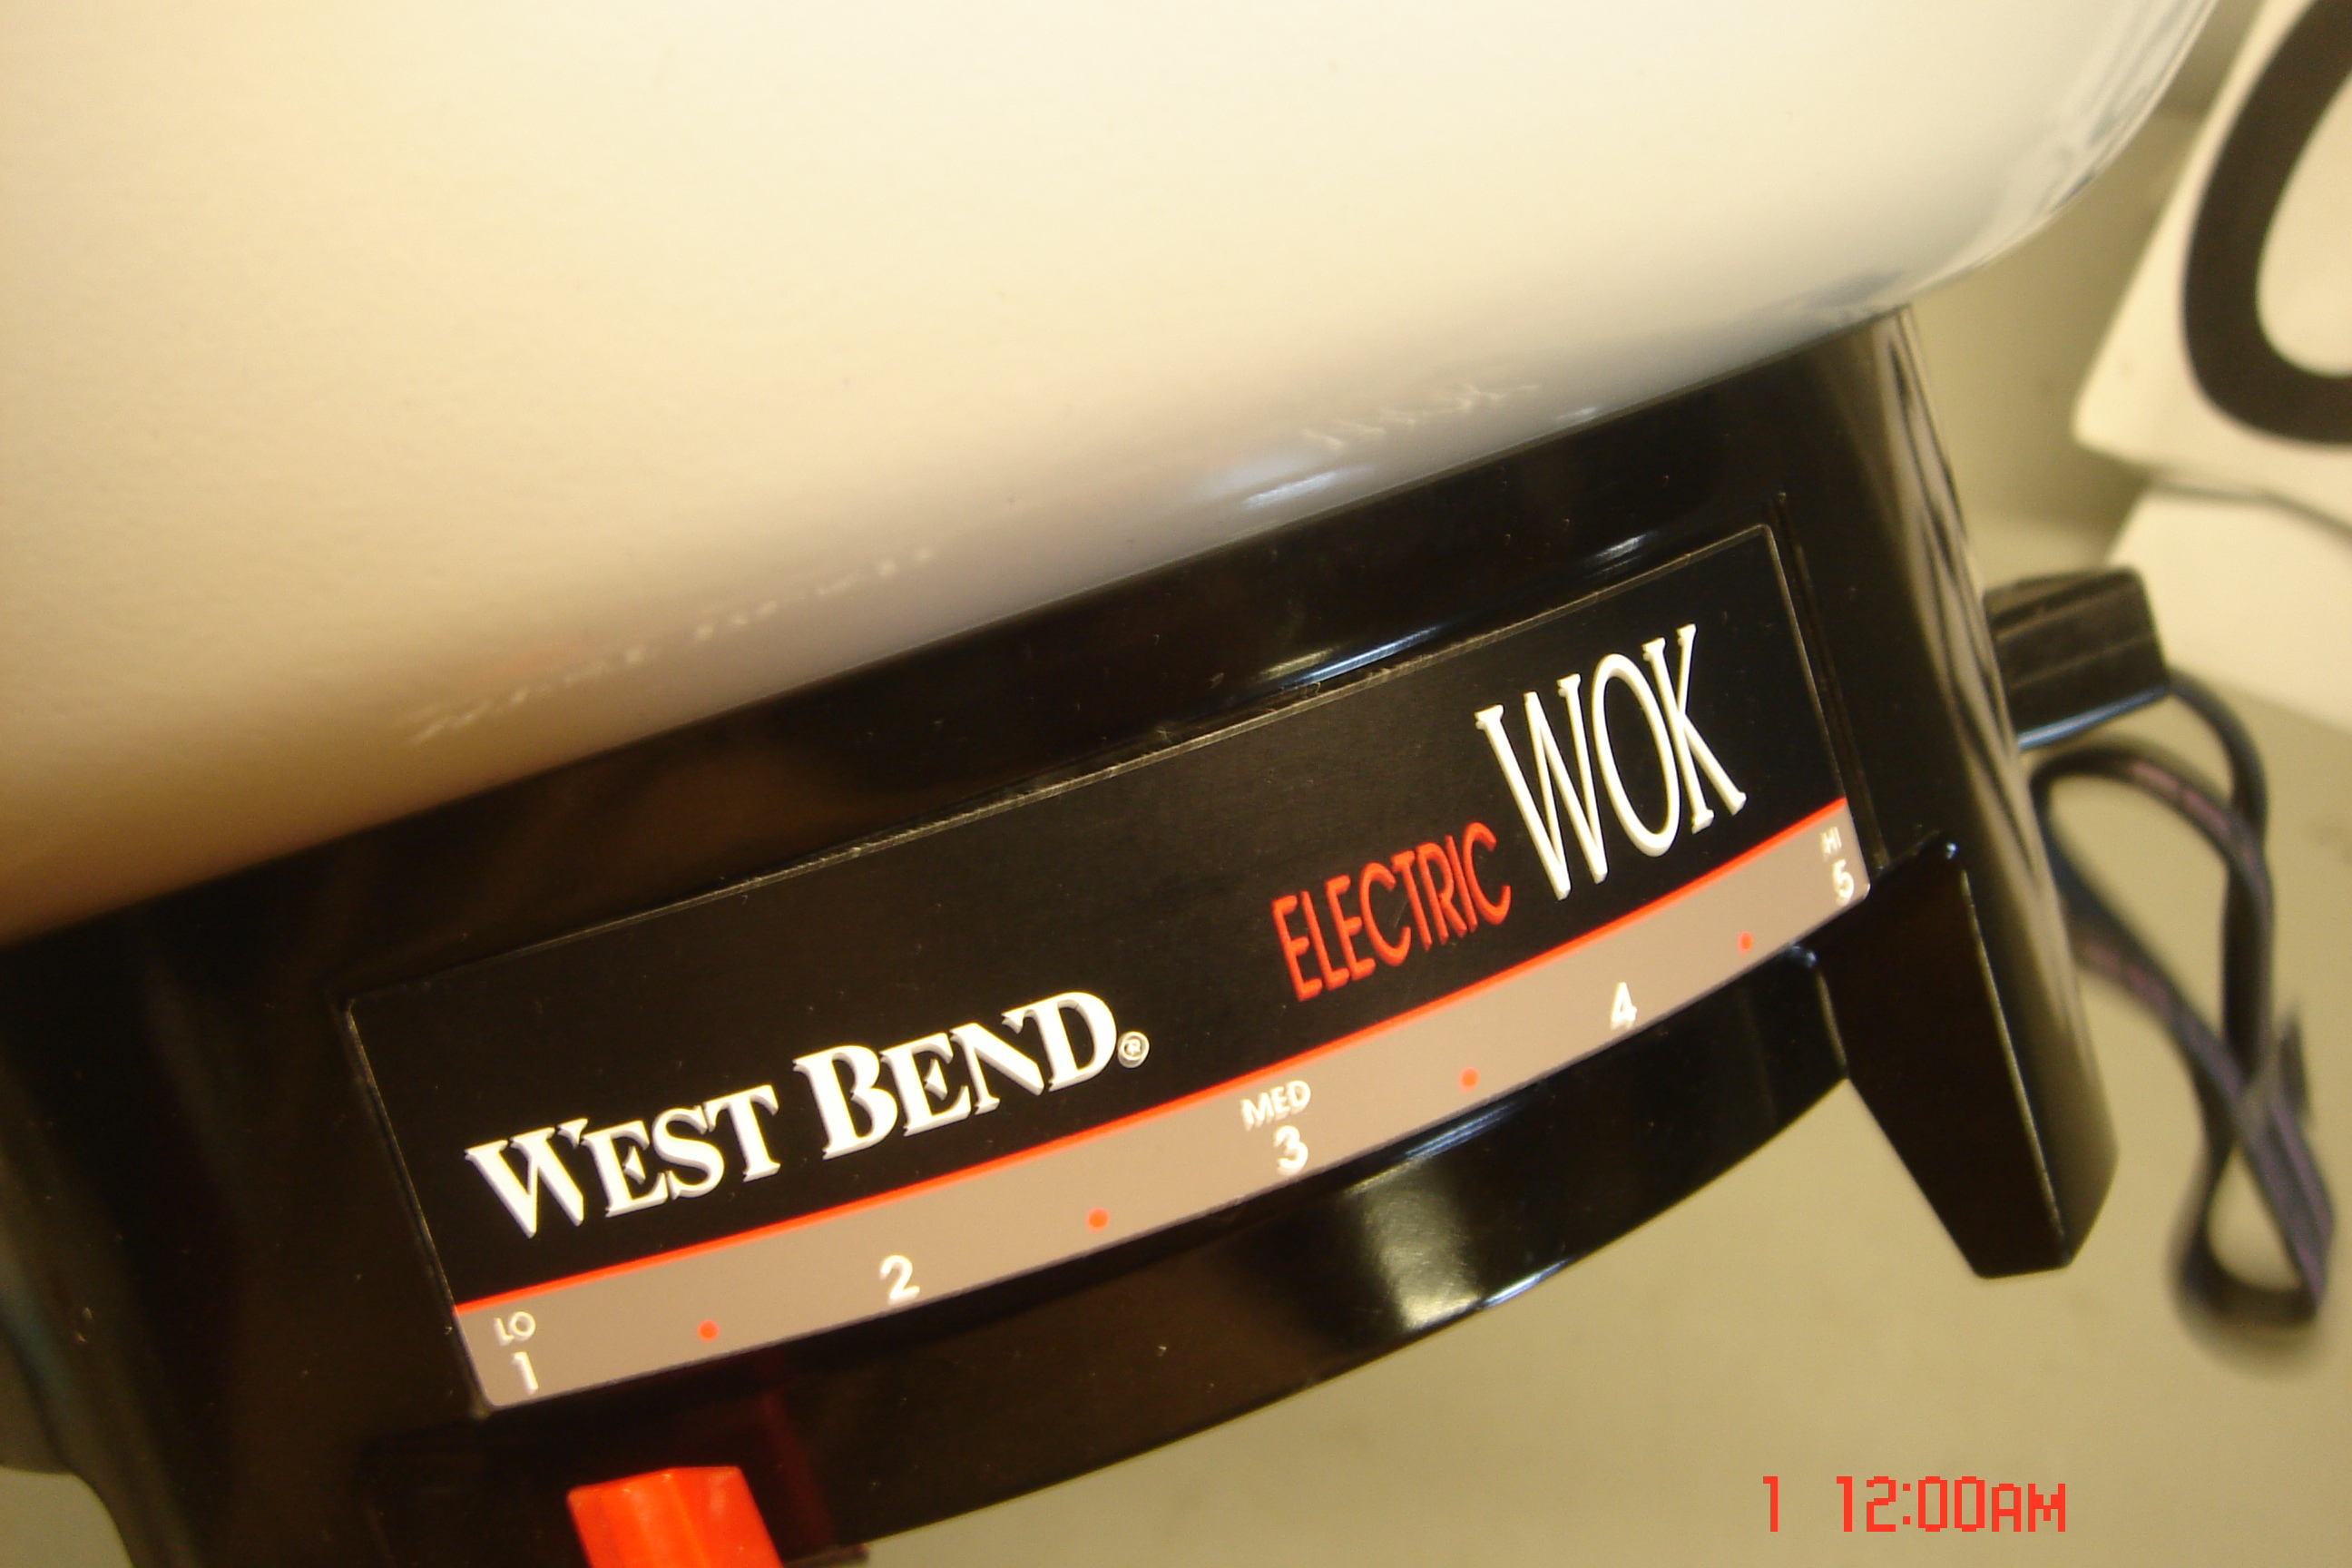 WEST BEND®
ELECTRIC WOK
LO MED HI
1 2 3 4 5
1 12:00AM